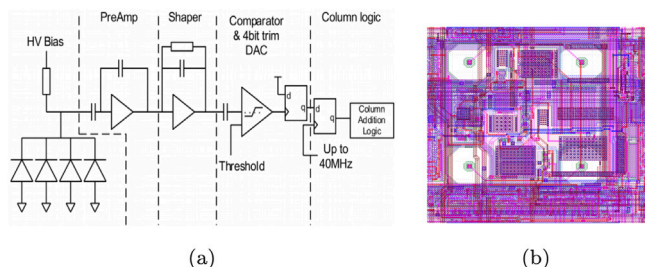 PreAmp
Shaper
Comparator
& 4bit trim
DAC
Column logic
HV Bias
d
q
d
q
Column
Addition
Logic
Threshold
Up to
40MHz
(a)
(b)